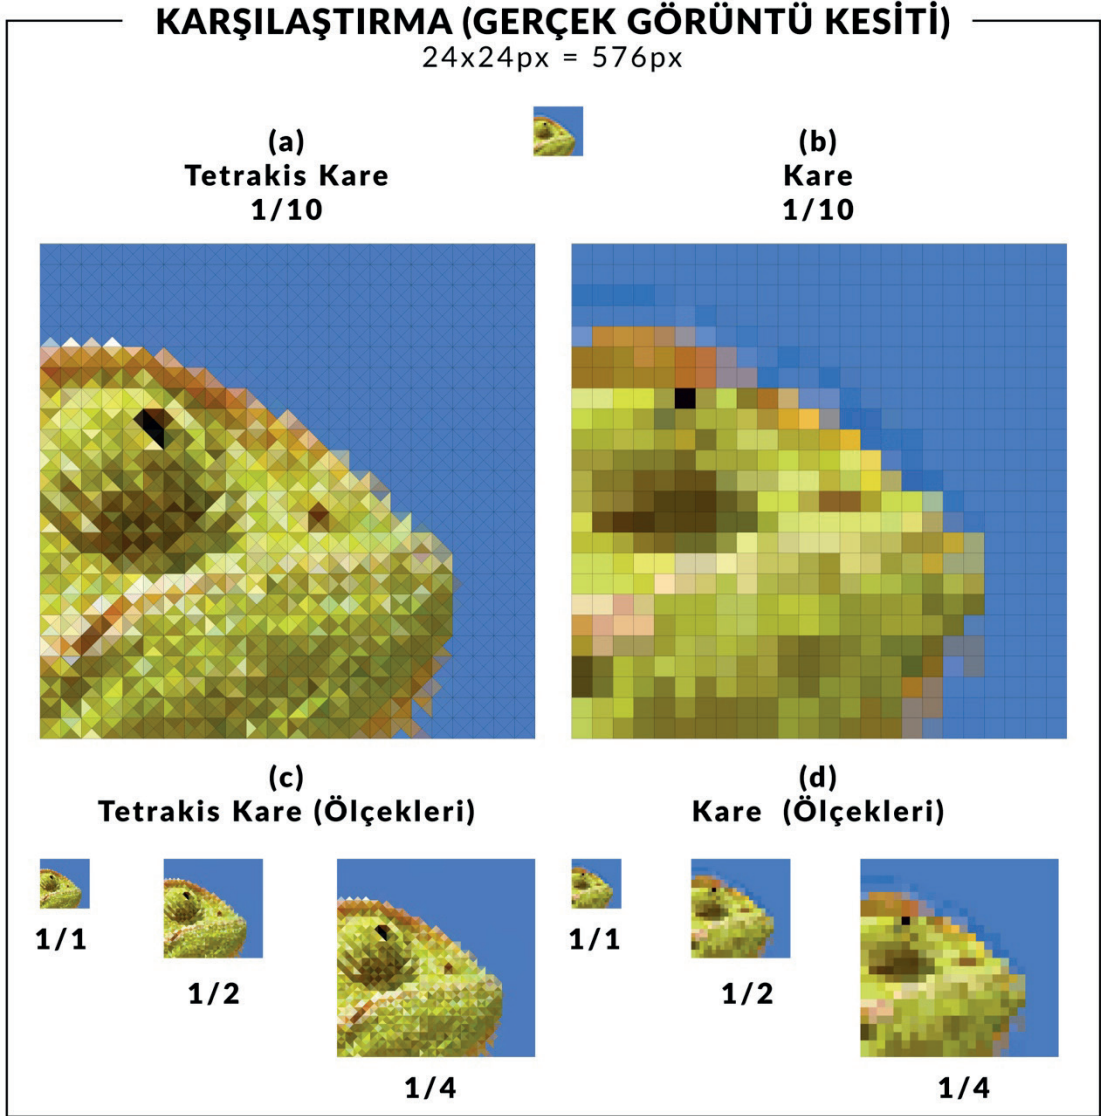 KARŞILAŞTIRMA (GERÇEK GÖRÜNTÜ KESİTİ)
24x24px = 576px
(a)
Tetrakis Kare
1/10
(b)
Kare
1/10
(c)
Tetrakis Kare (Ölçekleri)
1/1
1/2
1/4
(d)
Kare (Ölçekleri)
1/1
1/2
1/4